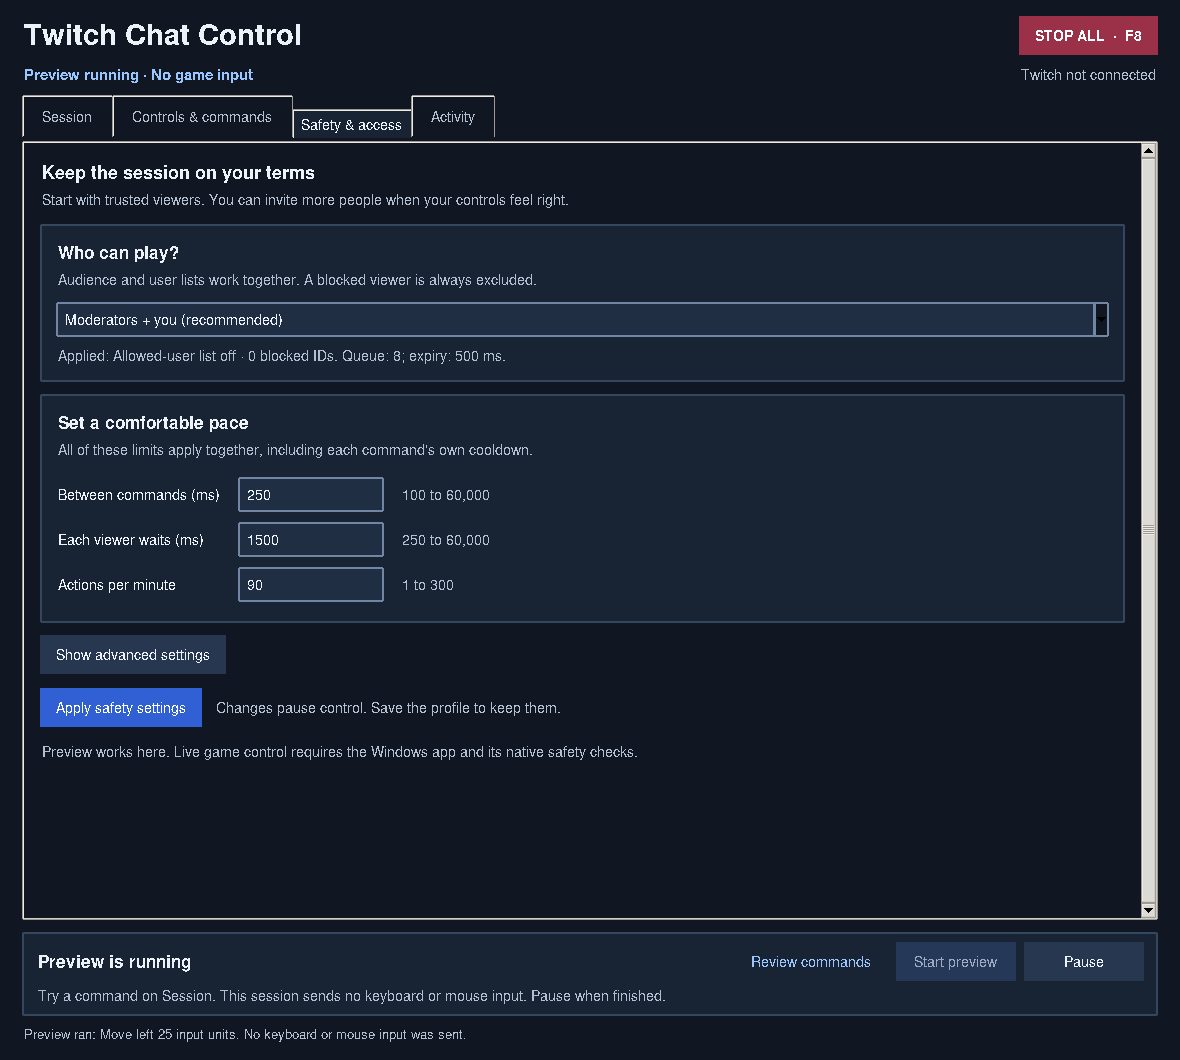 Twitch Chat Control
STOP ALL · F8
Preview running · No game input
Twitch not connected
Session
Controls & commands
Safety & access
Activity
Keep the session on your terms
Start with trusted viewers. You can invite more people when your controls feel right.
Who can play?
Audience and user lists work together. A blocked viewer is always excluded.
Moderators + you (recommended)
Applied: Allowed-user list off · 0 blocked IDs. Queue: 8; expiry: 500 ms.
Set a comfortable pace
All of these limits apply together, including each command's own cooldown.
Between commands (ms) 250 100 to 60,000
Each viewer waits (ms) 1500 250 to 60,000
Actions per minute 90 1 to 300
Show advanced settings
Apply safety settings Changes pause control. Save the profile to keep them.
Preview works here. Live game control requires the Windows app and its native safety checks.
Preview is running
Review commands
Start preview
Pause
Try a command on Session. This session sends no keyboard or mouse input. Pause when finished.
Preview ran: Move left 25 input units. No keyboard or mouse input was sent.